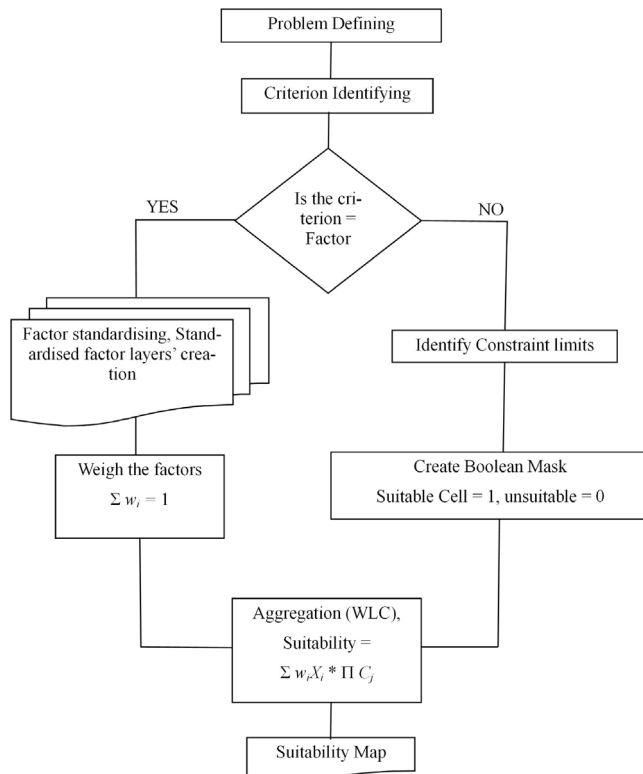 Problem Defining
Criterion Identifying
Is the cri-
terion =
Factor
YES
NO
Factor standardising, Stand-
ardised factor layers’ crea-
tion
Identify Constraint limits
Weigh the factors
Σ wᵢ = 1
Create Boolean Mask
Suitable Cell = 1, unsuitable = 0
Aggregation (WLC),
Suitability =
Σ wᵢXᵢ * Π Cⱼ
Suitability Map